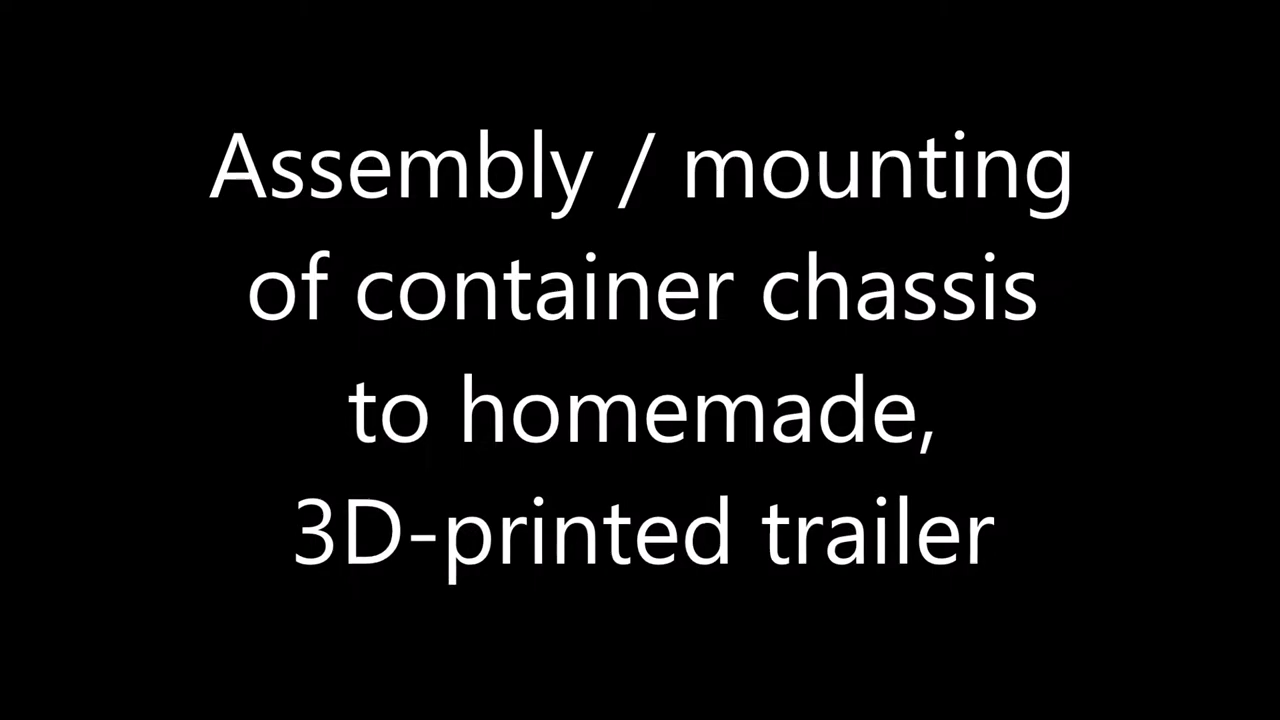 Assembly / mounting
of container chassis
to homemade,
3D-printed trailer